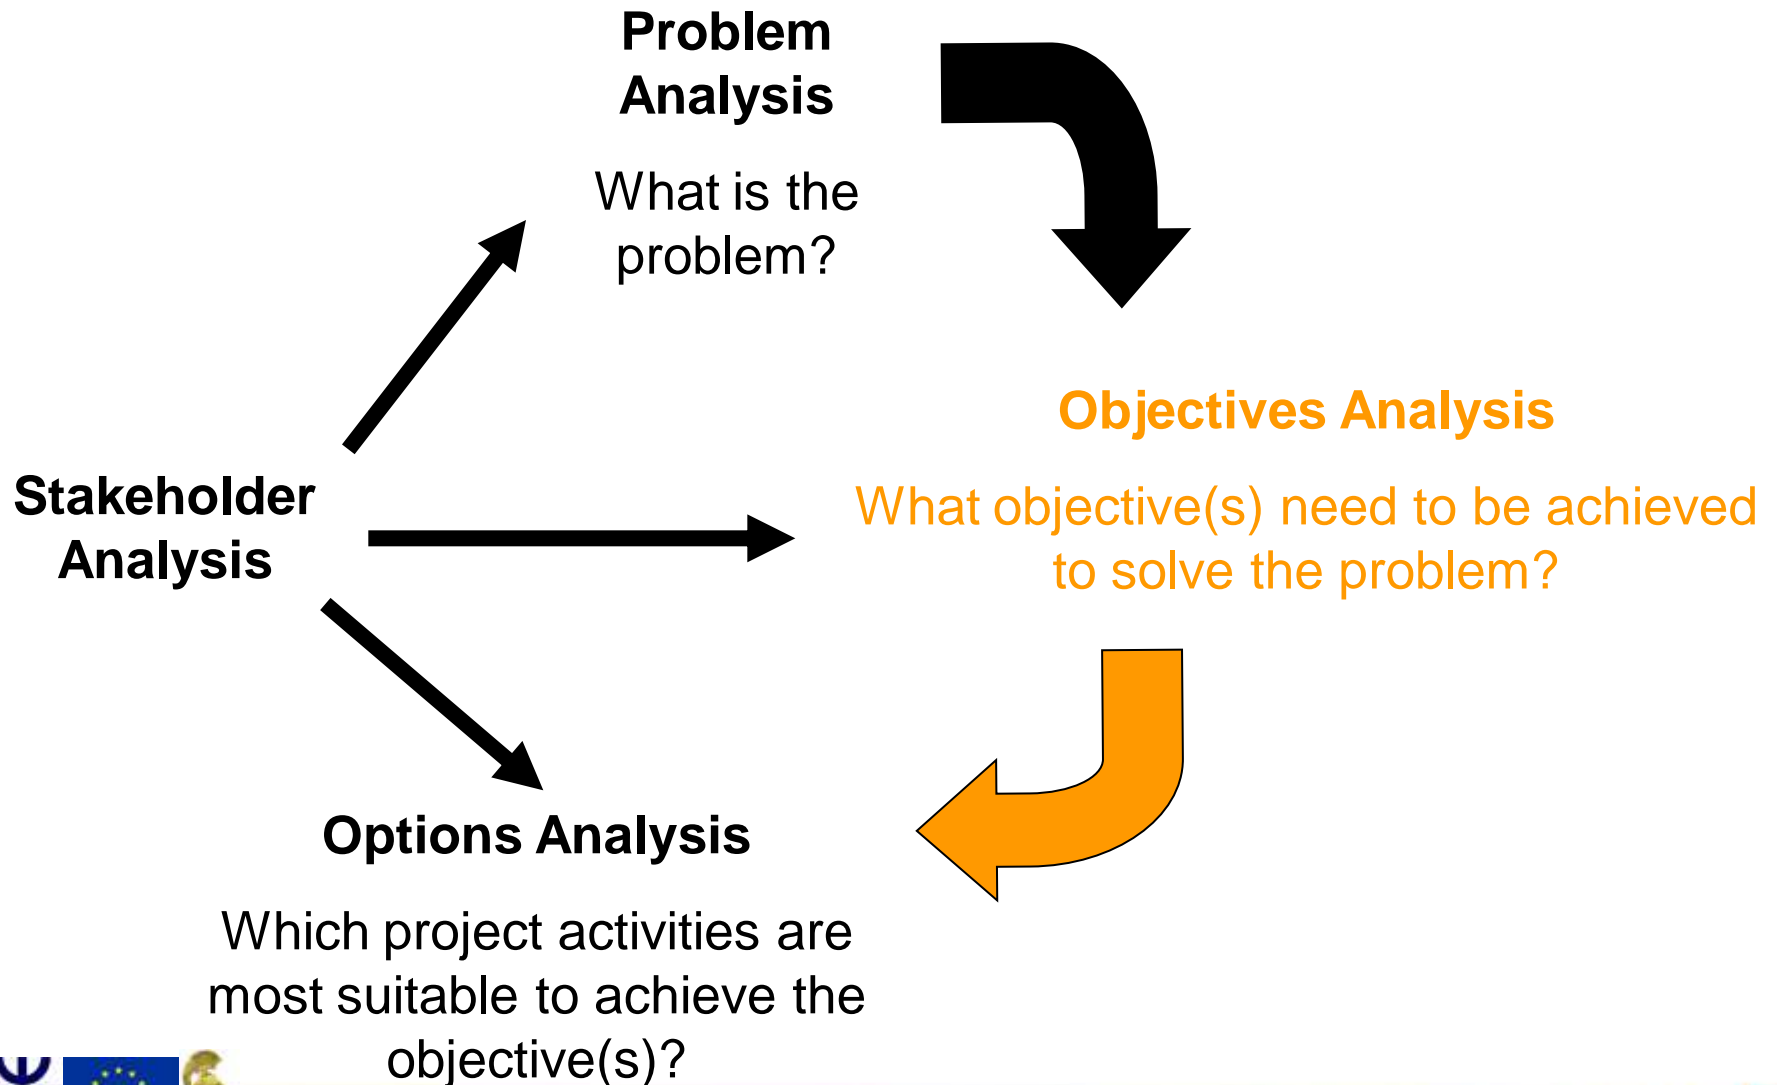 Problem
Analysis
What is the
problem?
Objectives Analysis
What objective(s) need to be achieved
to solve the problem?
Stakeholder
Analysis
Options Analysis
Which project activities are
most suitable to achieve the
objective(s)?